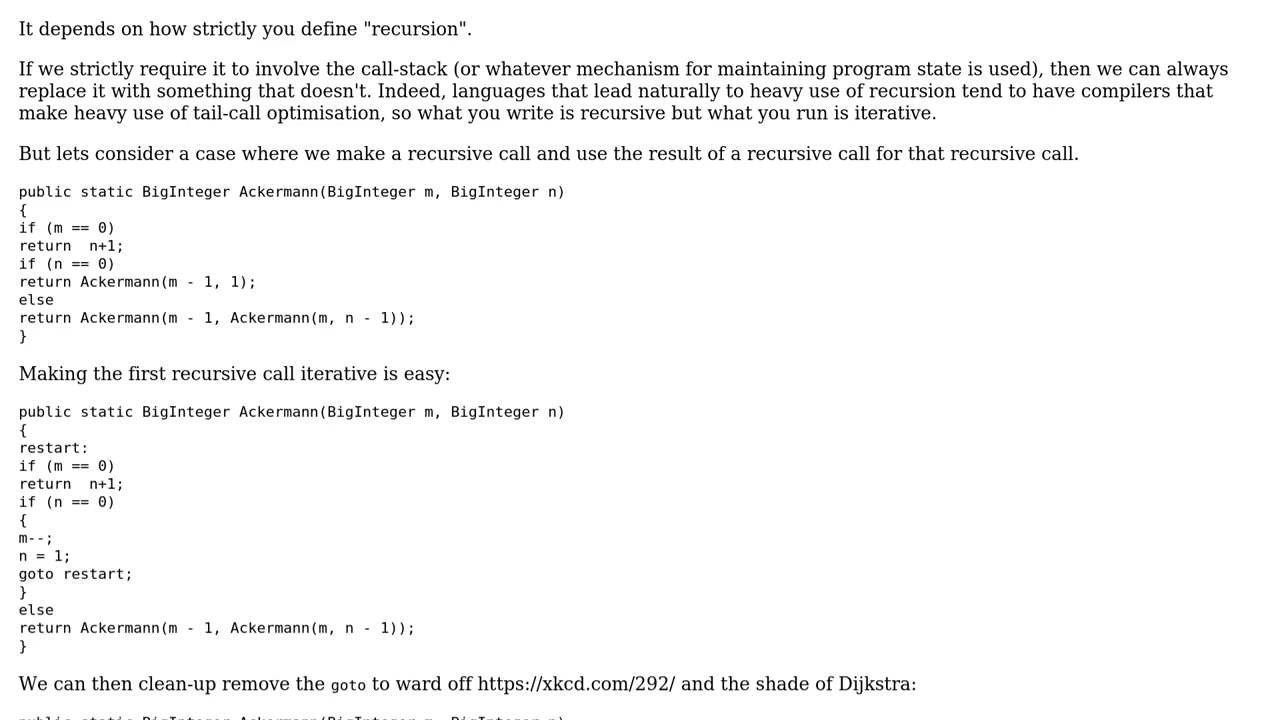 It depends on how strictly you define "recursion".
If we strictly require it to involve the call-stack (or whatever mechanism for maintaining program state is used), then we can always
replace it with something that doesn't. Indeed, languages that lead naturally to heavy use of recursion tend to have compilers that
make heavy use of tail-call optimisation, so what you write is recursive but what you run is iterative.
But lets consider a case where we make a recursive call and use the result of a recursive call for that recursive call.
public static BigInteger Ackermann(BigInteger m, BigInteger n)
{
if (m == 0)
return  n+1;
if (n == 0)
return Ackermann(m - 1, 1);
else
return Ackermann(m - 1, Ackermann(m, n - 1));
}
Making the first recursive call iterative is easy:
public static BigInteger Ackermann(BigInteger m, BigInteger n)
{
restart:
if (m == 0)
return  n+1;
if (n == 0)
{
m--;
n = 1;
goto restart;
}
else
return Ackermann(m - 1, Ackermann(m, n - 1));
}
We can then clean-up remove the goto to ward off https://xkcd.com/292/ and the shade of Dijkstra:
public static BigInteger Ackermann(BigInteger m, BigInteger n)